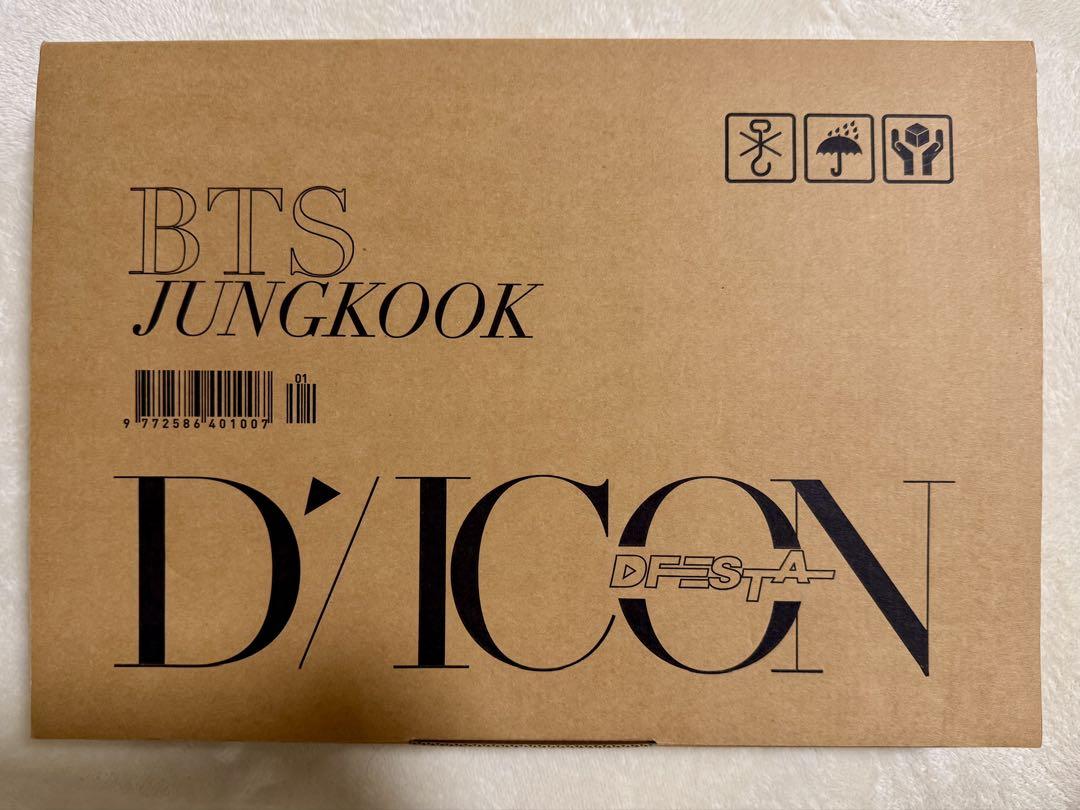 BTS
JUNGKOOK
01
9 772586 401007
D'/ICON
DFESTA